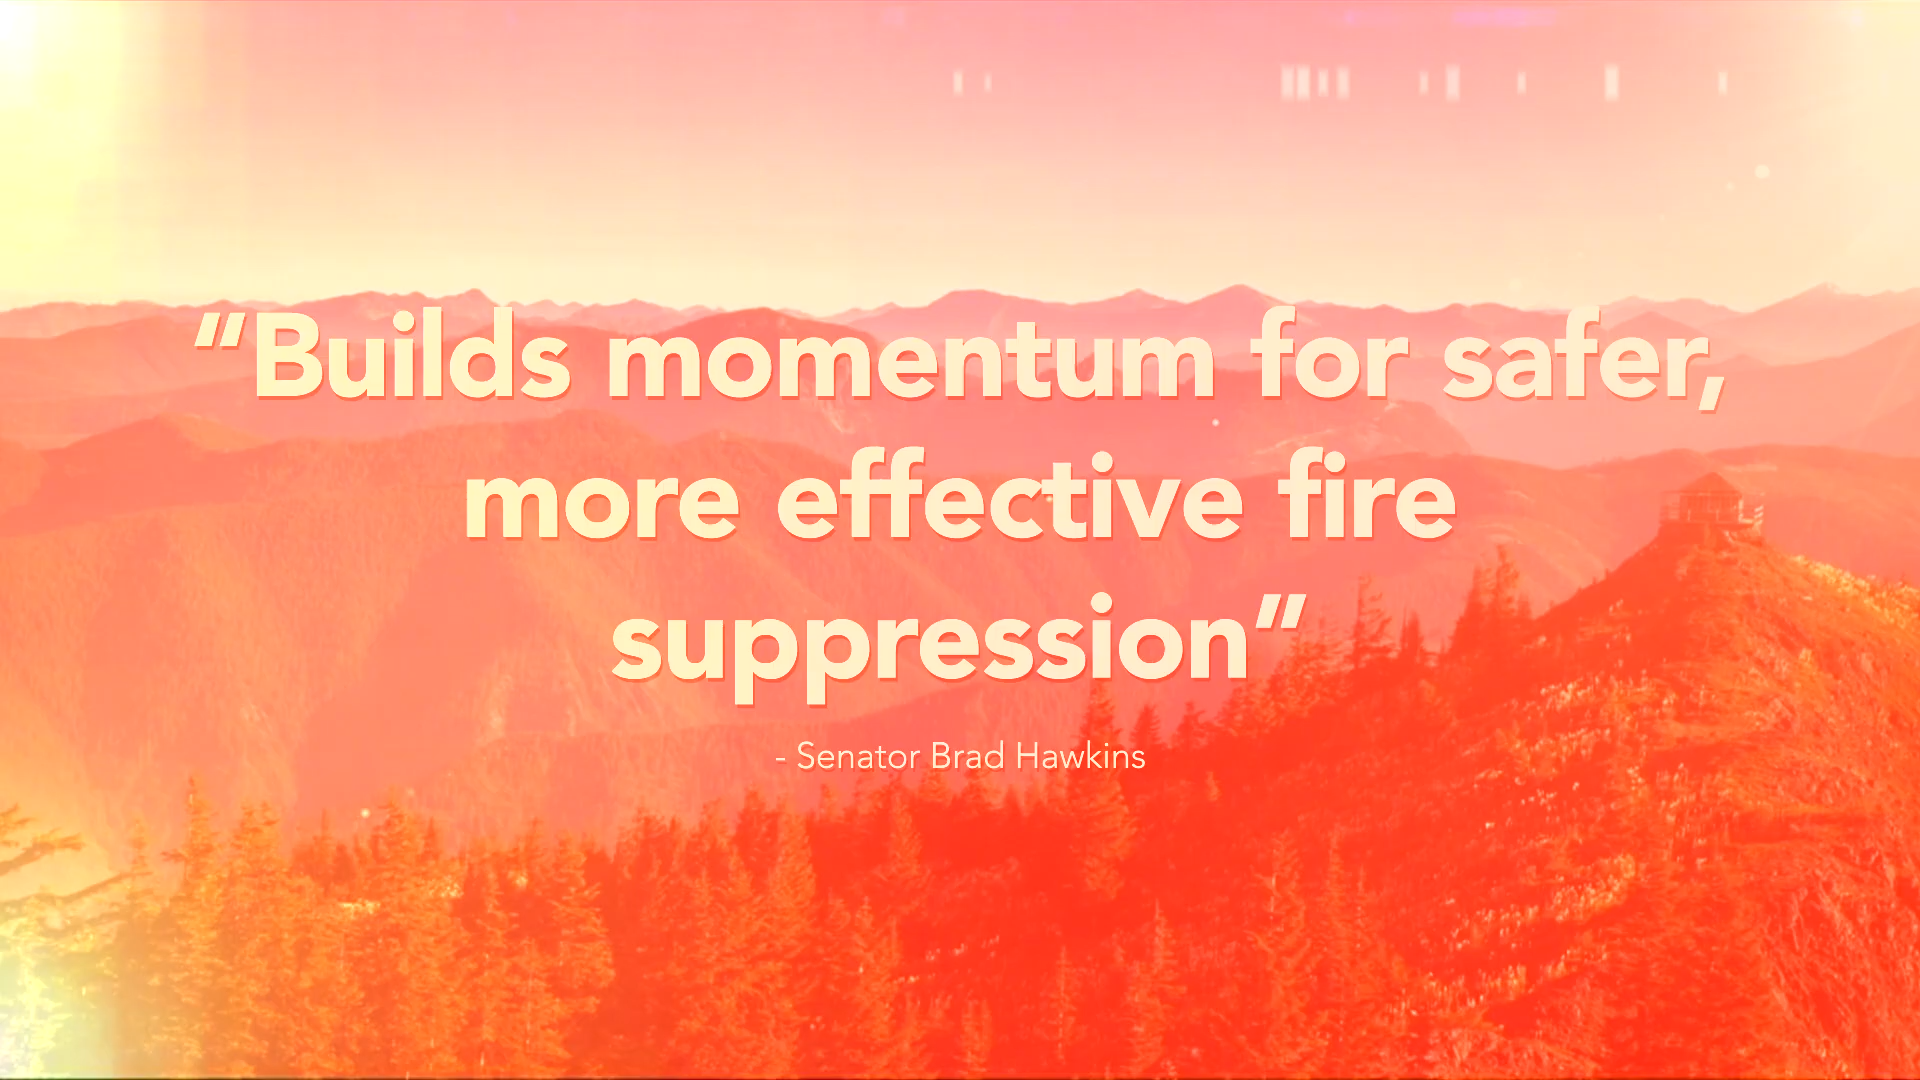 “Builds momentum for safer,
more effective fire
suppression”
- Senator Brad Hawkins